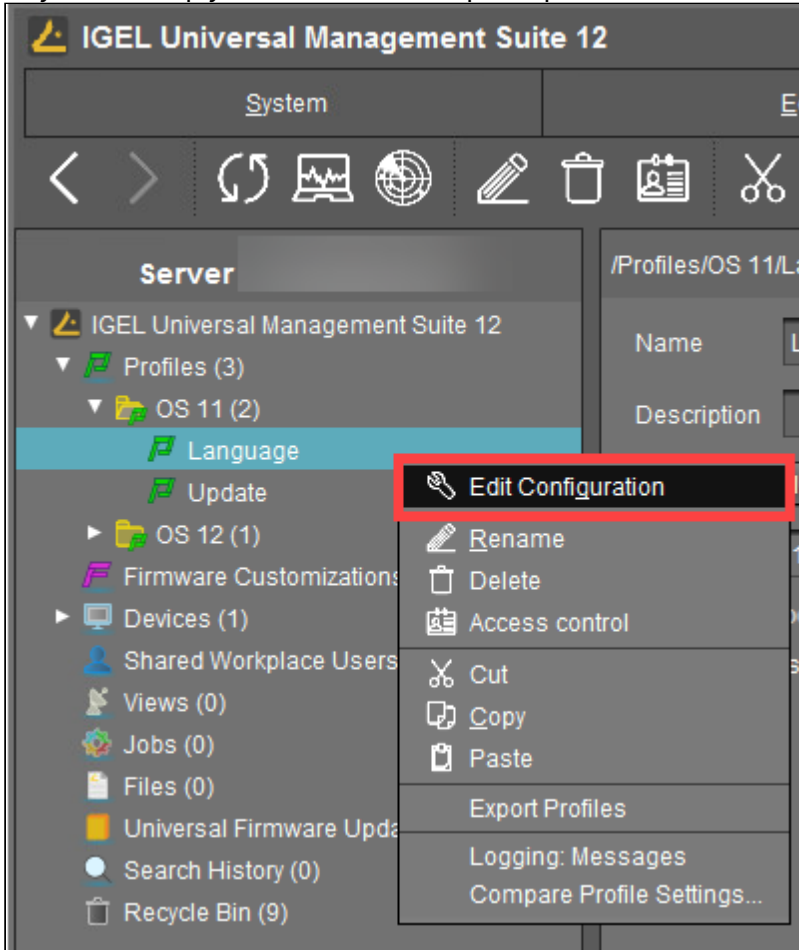 IGEL Universal Management Suite 12
System
Server
/Profiles/OS 11/La
IGEL Universal Management Suite 12
Name
Profiles (3)
OS 11 (2)
Description
Language
Edit Configuration
Update
Rename
OS 12 (1)
Firmware Customizations
Delete
Devices (1)
Access control
Shared Workplace Users
Cut
Views (0)
Copy
Jobs (0)
Paste
Files (0)
Export Profiles
Universal Firmware Upda
Logging: Messages
Search History (0)
Compare Profile Settings...
Recycle Bin (9)